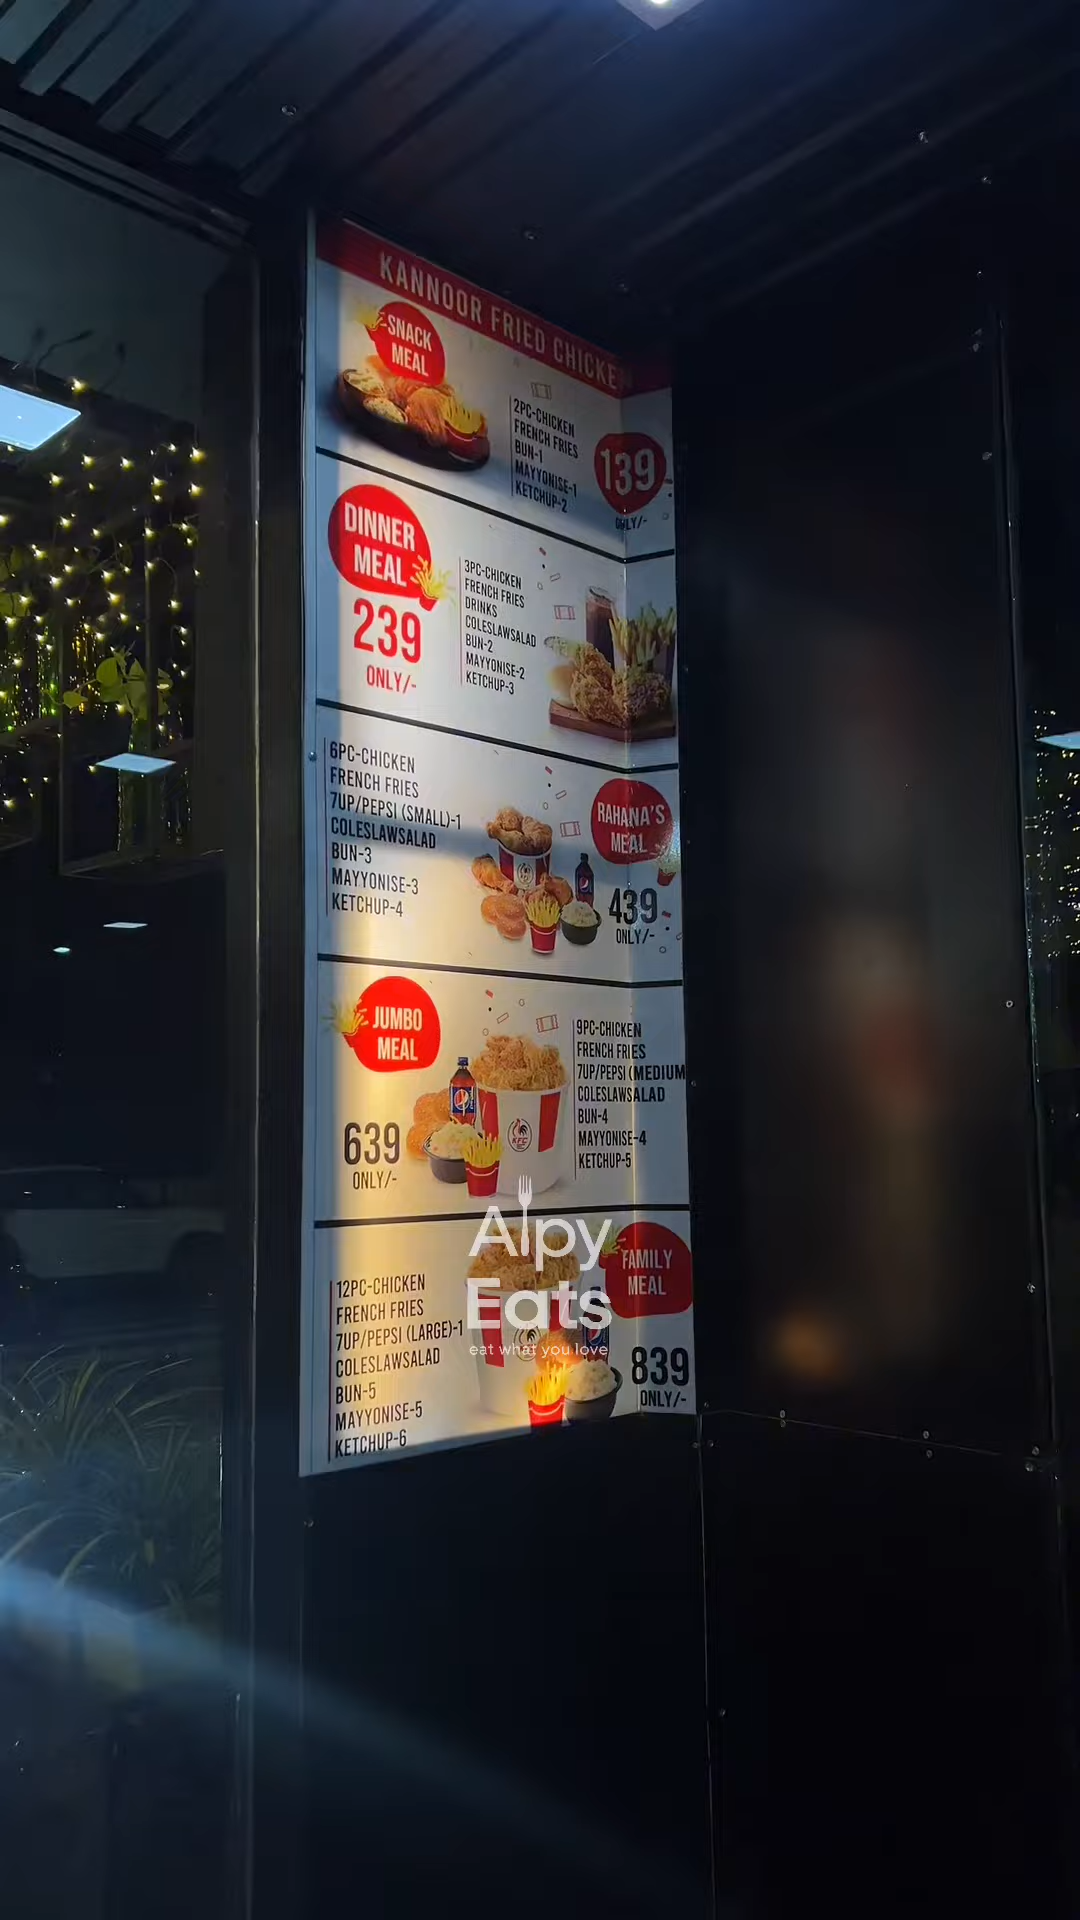 KANNOOR FRIED CHICKEN
SNACK
MEAL
2PC-CHICKEN
FRENCH FRIES
BUN-1
MAYYONISE-1
KETCHUP-2
139
ONLY/-
DINNER
MEAL
239
ONLY/-
3PC-CHICKEN
FRENCH FRIES
DRINKS
COLESLAWSALAD
BUN-2
MAYYONISE-2
KETCHUP-3
6PC-CHICKEN
FRENCH FRIES
7UP/PEPSI (SMALL)-1
COLESLAWSALAD
BUN-3
MAYYONISE-3
KETCHUP-4
RAHANA'S
MEAL
439
ONLY/-
JUMBO
MEAL
639
ONLY/-
KFC
9PC-CHICKEN
FRENCH FRIES
7UP/PEPSI (MEDIUM
COLESLAWSALAD
BUN-4
MAYYONISE-4
KETCHUP-5
Alpy
Eats
eat what you love
12PC-CHICKEN
FRENCH FRIES
7UP/PEPSI (LARGE)-1
COLESLAWSALAD
BUN-5
MAYYONISE-5
KETCHUP-6
FAMILY
MEAL
839
ONLY/-